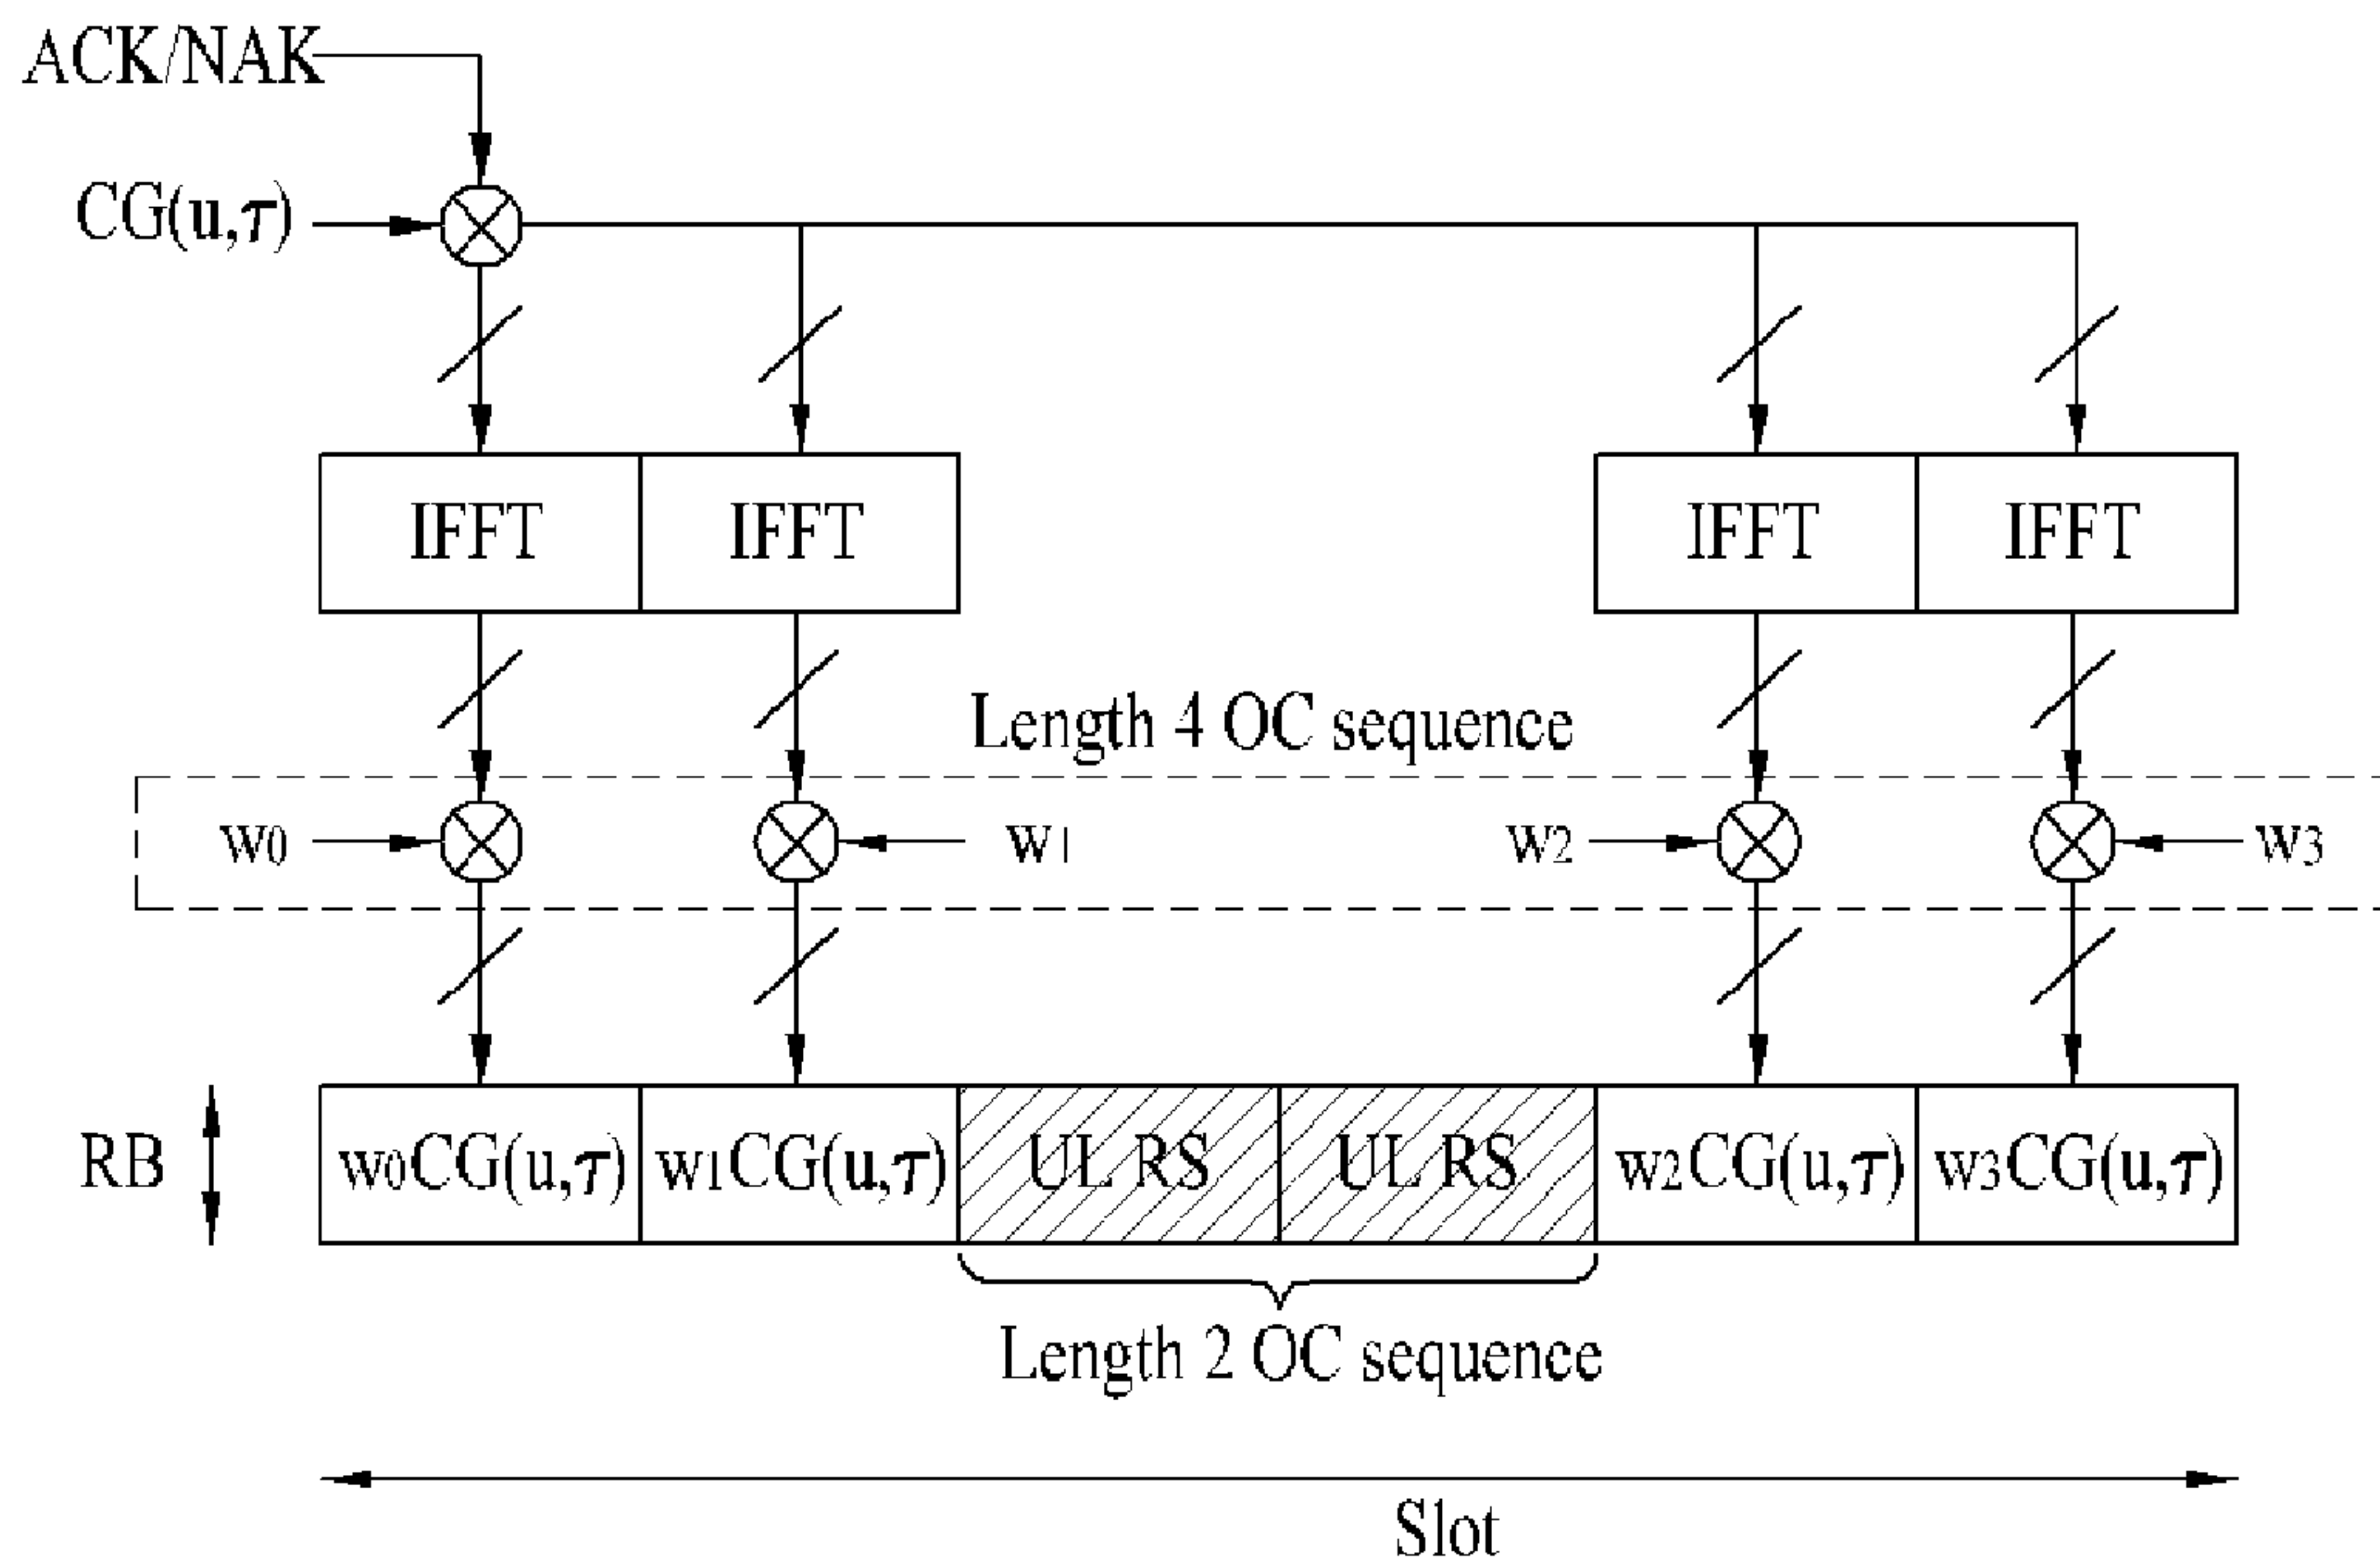 ACK/NAK
CG(u,τ)
IFFT IFFT IFFT IFFT
Length 4 OC sequence
w0 w1 w2 w3
RB w0CG(u,τ) w1CG(u,τ) UL RS UL RS w2CG(u,τ) w3CG(u,τ)
Length 2 OC sequence
Slot